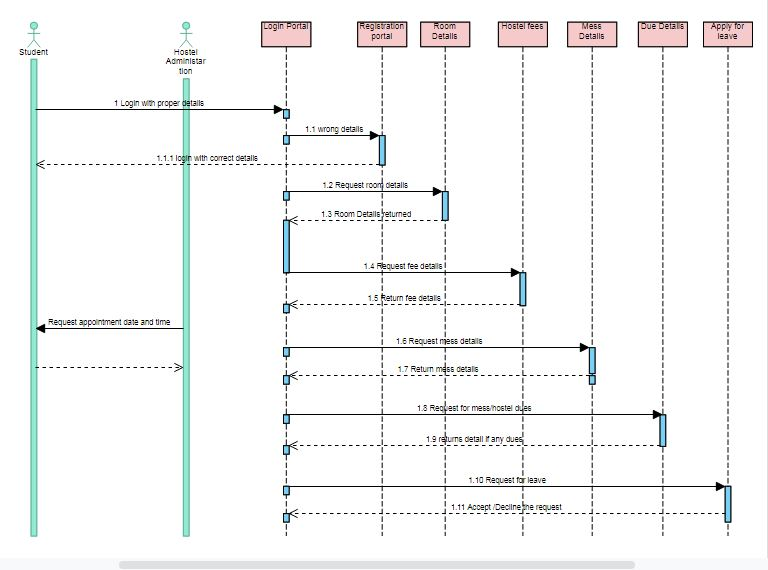 Login Portal
Registration
portal
Room
Details
Hostel fees
Mess
Details
Due Details
Apply for
leave
Student
Hostel
Administar
tion
1 Login with proper details
1.1 wrong details
1.1.1 login with correct details
1.2 Request room details
1.3 Room Details returned
1.4 Request fee details
1.5 Return fee details
Request appointment date and time
1.6 Request mess details
1.7 Return mess details
1.8 Request for mess/hostel dues
1.9 returns detail if any dues
1.10 Request for leave
1.11 Accept /Decline the request